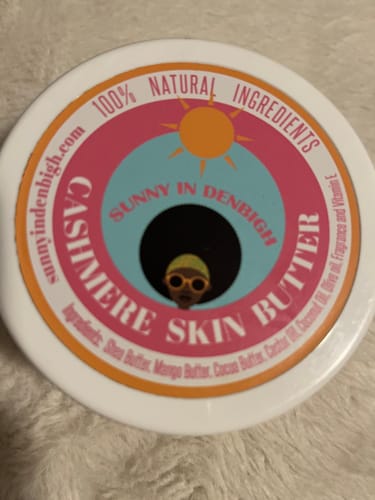 100% NATURAL INGREDIENTS
sunnyindenbigh.com
SUNNY IN DENBIGH
CASHMERE SKIN BUTTER
Ingredients: Shea Butter, Mango Butter, Cocoa Butter, Castor Oil, Coconut Oil, Olive oil, Fragrance and Vitamin E